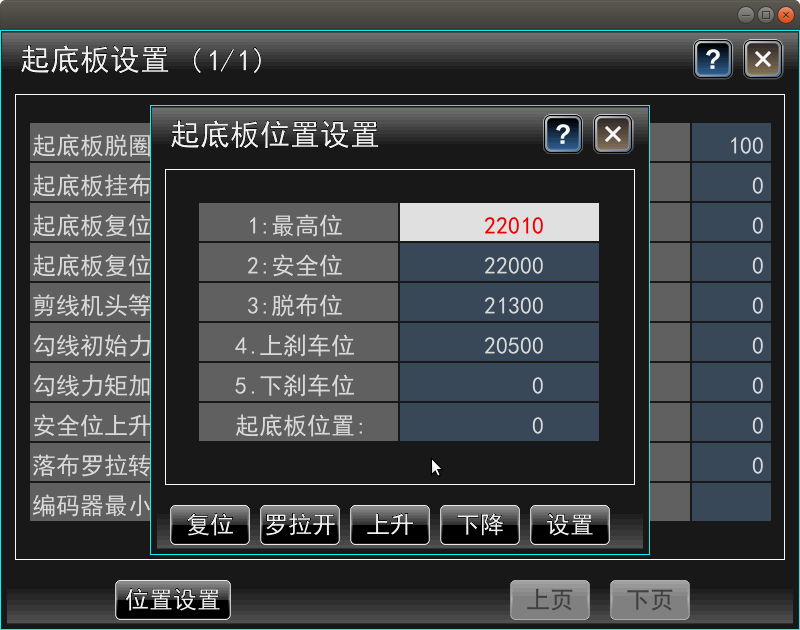 起底板设置 (1/1)
?
起底板脱圈
100
起底板挂布
0
起底板复位
0
起底板复位
0
剪线机头等
0
勾线初始力
0
勾线力矩加
0
安全位上升
0
落布罗拉转
0
编码器最小
起底板位置设置
?
1:最高位 22010
2:安全位 22000
3:脱布位 21300
4.上刹车位 20500
5.下刹车位 0
起底板位置: 0
复位 罗拉开 上升 下降 设置
位置设置 上页 下页